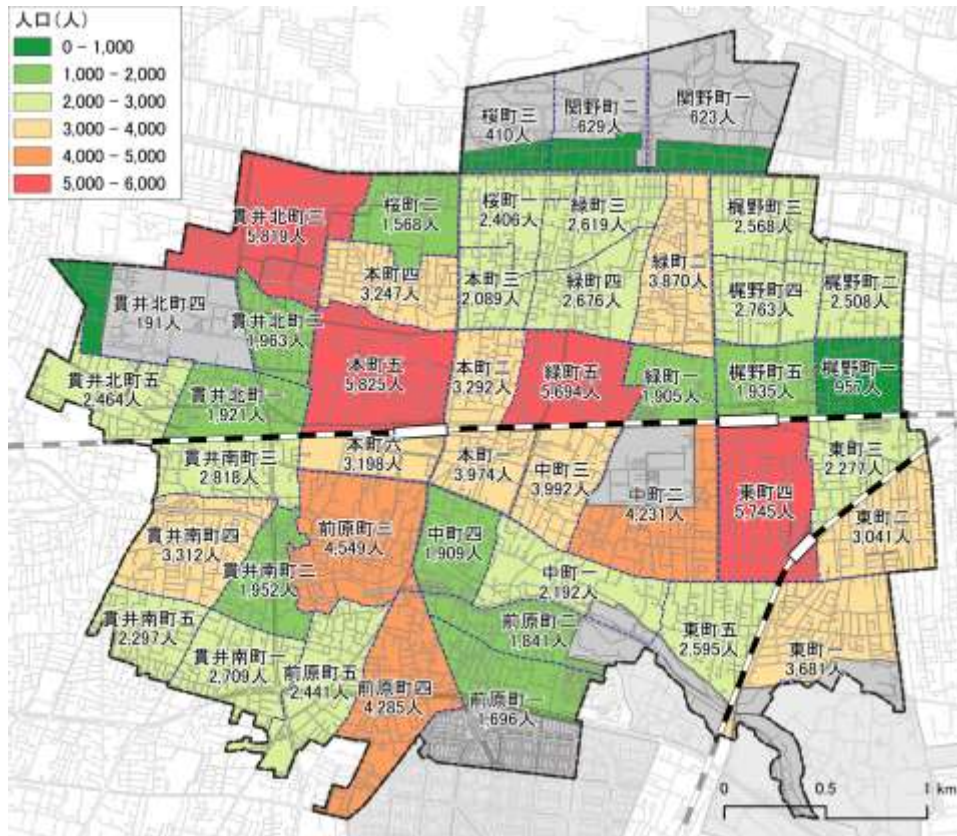 人口(人)
0 - 1,000
1,000 - 2,000
2,000 - 3,000
3,000 - 4,000
4,000 - 5,000
5,000 - 6,000
桜町三
410人
関野町二
629人
関野町一
623人
貫井北町三
5,819人
桜町二
1,568人
桜町一
2,406人
緑町三
2,619人
梶野町三
2,568人
本町四
3,247人
本町三
2,089人
緑町四
2,676人
緑町二
3,870人
梶野町四
2,763人
梶野町二
2,508人
貫井北町四
191人
貫井北町二
1,963人
貫井北町五
2,464人
貫井北町一
1,921人
本町五
5,825人
本町二
3,292人
緑町五
5,694人
緑町一
1,905人
梶野町五
1,935人
梶野町一
人
貫井南町三
2,818人
本町六
3,198人
本町一
3,974人
中町三
3,992人
中町二
4,231人
東町四
5,745人
東町三
2,277人
東町二
3,041人
貫井南町四
3,312人
貫井南町二
1,952人
前原町三
4,549人
中町四
1,909人
中町一
2,192人
貫井南町五
2,297人
貫井南町一
2,709人
前原町五
2,441人
前原町四
4,285人
前原町二
1,841人
前原町一
1,696人
東町五
2,595人
東町一
3,681人
0 0.5 1 km